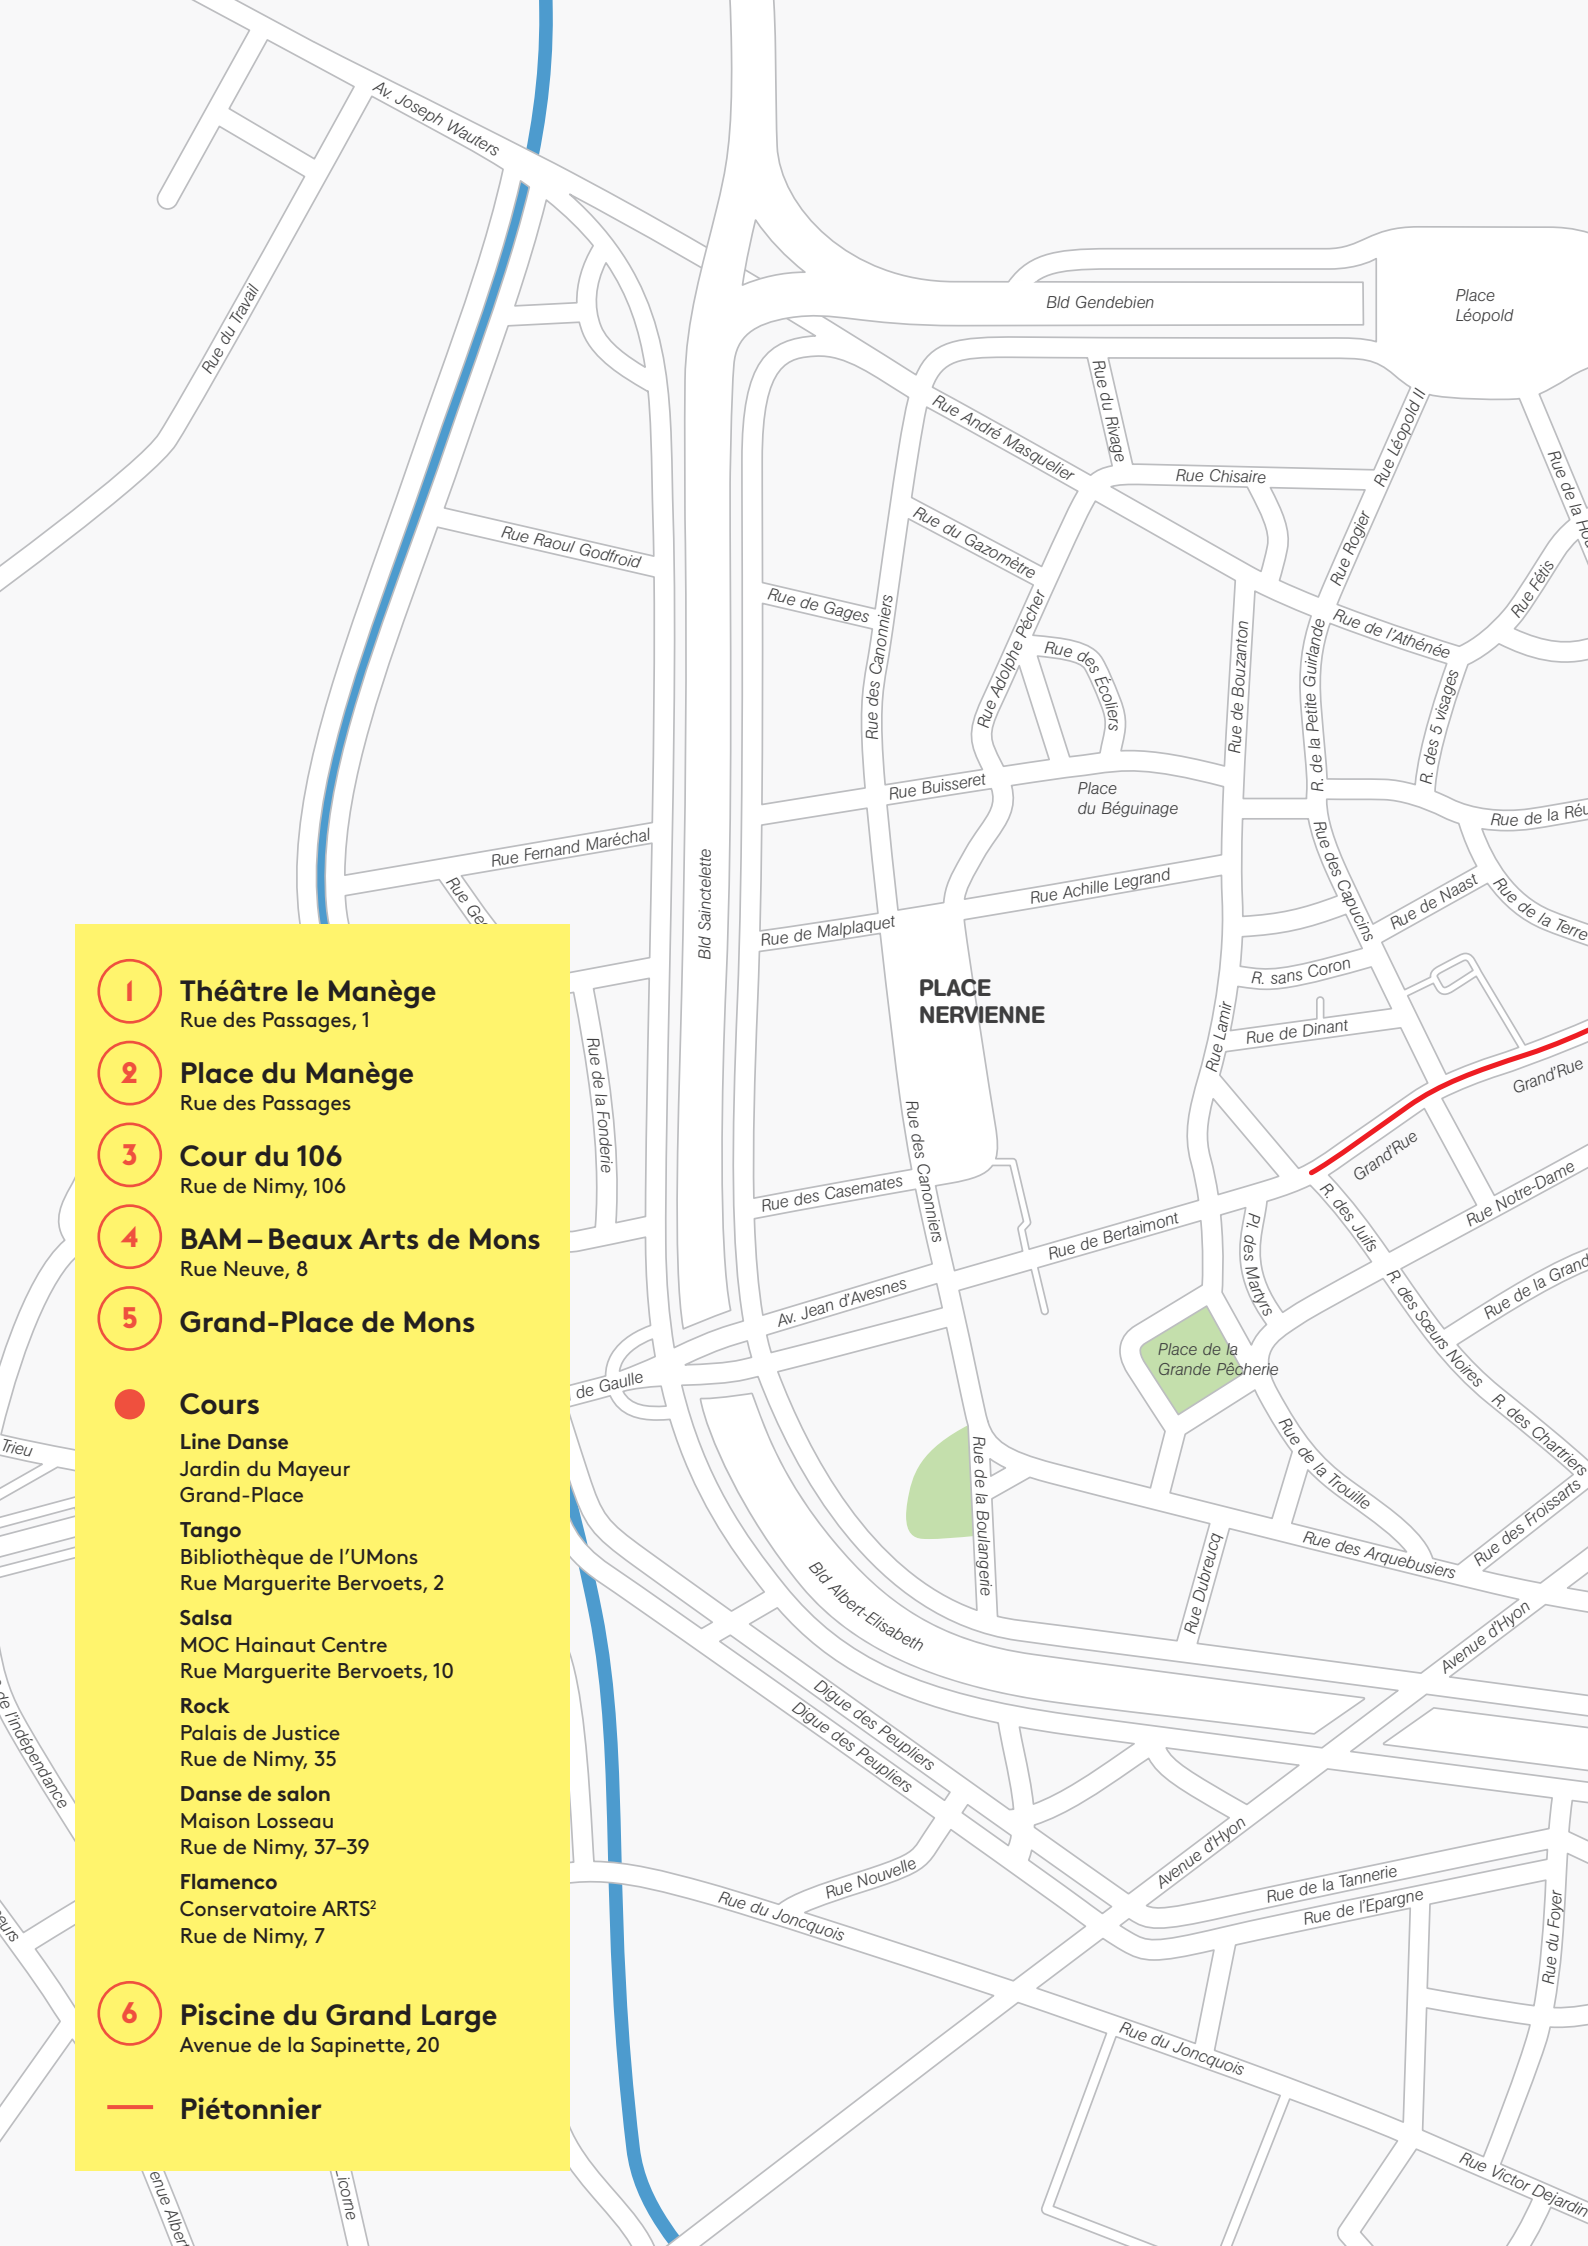 Av. Joseph Wauters
Rue du Travail
Bld Gendebien
Place
Léopold
Rue André Masquelier
Rue du Rivage
Rue Chisaire
Rue Léopold II
Rue de la
Rue Raoul Godfroid
Rue du Gazomètre
Rue Rogier
Rue Fétis
Rue de Gages
Rue des Canonniers
Rue Adolphe Pécher
Rue des Écoliers
Rue de Bouzanton
R. de la Petite Guirlande
Rue de l'Athénée
R. des 5 visages
Rue Buisseret
Place
du Béguinage
Rue de la Réu
Rue Fernand Maréchal
Rue Ge
Bld Sainctelette
Rue Achille Legrand
Rue des Capucins
Rue de Naast
Rue de la Terre
Rue de Malplaquet
R. sans Coron
PLACE
NERVIENNE
Rue Lamir
Rue de Dinant
Rue de la Fonderie
Grand'Rue
Grand'Rue
Rue des Canonniers
Rue des Casemates
Rue de Bertaimont
Pl. des Martyrs
R. des Juifs
Rue Notre-Dame
Rue de la Grand
Av. Jean d'Avesnes
Place de la
Grande Pêcherie
R. des Sœurs Noires
R. des Chartriers
de Gaulle
Trieu
Rue de la Boulangerie
Rue de la Trouille
Rue des Froissarts
Rue des Arquebusiers
Rue Dubreucq
Bld Albert-Elisabeth
Avenue d'Hyon
Digue des Peupliers
Digue des Peupliers
de l'indépendance
Avenue d'Hyon
Rue Nouvelle
Rue du Joncquois
Rue de la Tannerie
Rue de l'Epargne
Rue du Foyer
eurs
Rue du Joncquois
Rue Victor Dejardin
enue Alber
Licorne
1
Théâtre le Manège
Rue des Passages, 1
2
Place du Manège
Rue des Passages
3
Cour du 106
Rue de Nimy, 106
4
BAM – Beaux Arts de Mons
Rue Neuve, 8
5
Grand-Place de Mons
Cours
Line Danse
Jardin du Mayeur
Grand-Place
Tango
Bibliothèque de l'UMons
Rue Marguerite Bervoets, 2
Salsa
MOC Hainaut Centre
Rue Marguerite Bervoets, 10
Rock
Palais de Justice
Rue de Nimy, 35
Danse de salon
Maison Losseau
Rue de Nimy, 37–39
Flamenco
Conservatoire ARTS²
Rue de Nimy, 7
6
Piscine du Grand Large
Avenue de la Sapinette, 20
Piétonnier